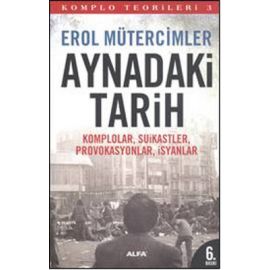 KOMPLO TEORİLERİ 3
EROL MÜTERCİMLER
AYNADAKİ
TARİH
KOMPLOLAR, SUİKASTLER,
PROVOKASYONLAR, İSYANLAR
ALFA
6.
BASKI